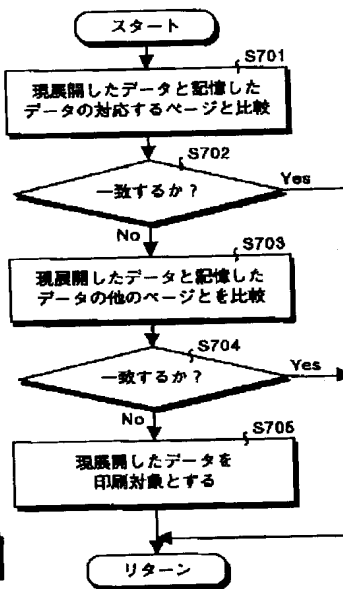 スタート
S701
現展開したデータと記憶した
データの対応するページと比較
S702
一致するか?
Yes
No
S703
現展開したデータと記憶した
データの他のページとを比較
S704
一致するか?
Yes
No
S705
現展開したデータを
印刷対象とする
リターン